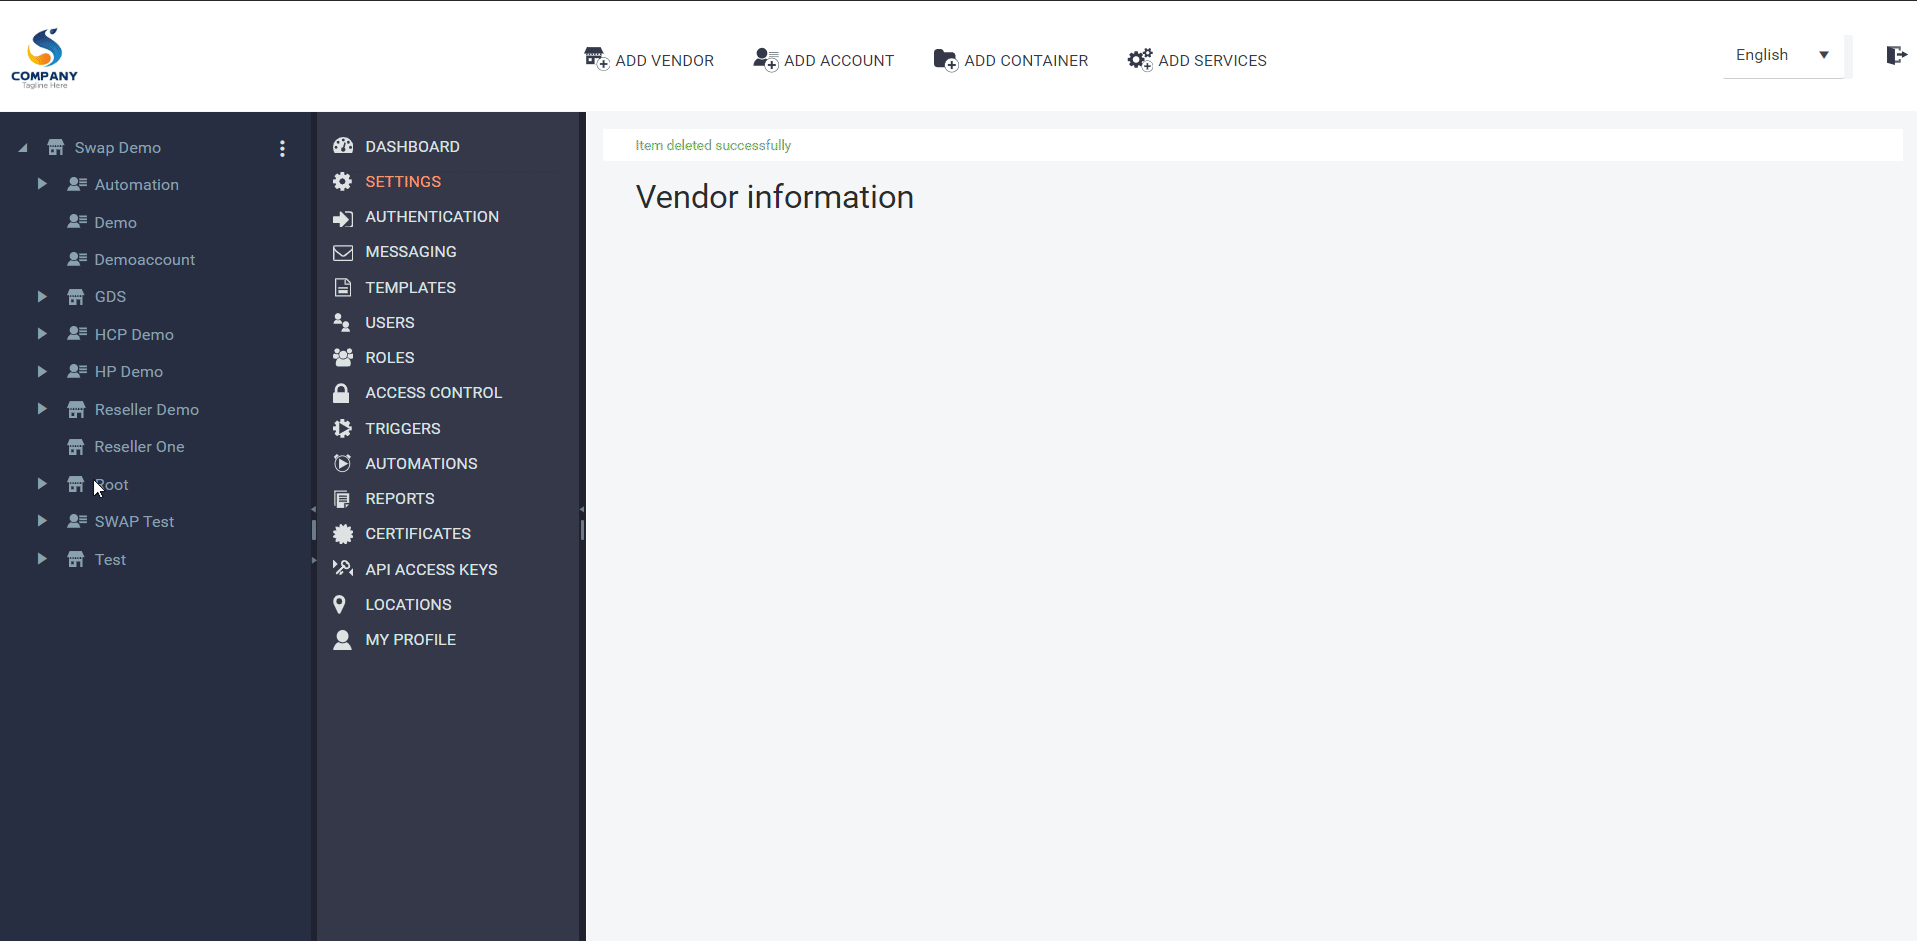 COMPANY
Tagline Here
ADD VENDOR
ADD ACCOUNT
ADD CONTAINER
ADD SERVICES
English
Swap Demo
Automation
Demo
Demoaccount
GDS
HCP Demo
HP Demo
Reseller Demo
Reseller One
Root
SWAP Test
Test
DASHBOARD
SETTINGS
AUTHENTICATION
MESSAGING
TEMPLATES
USERS
ROLES
ACCESS CONTROL
TRIGGERS
AUTOMATIONS
REPORTS
CERTIFICATES
API ACCESS KEYS
LOCATIONS
MY PROFILE
Item deleted successfully
Vendor information